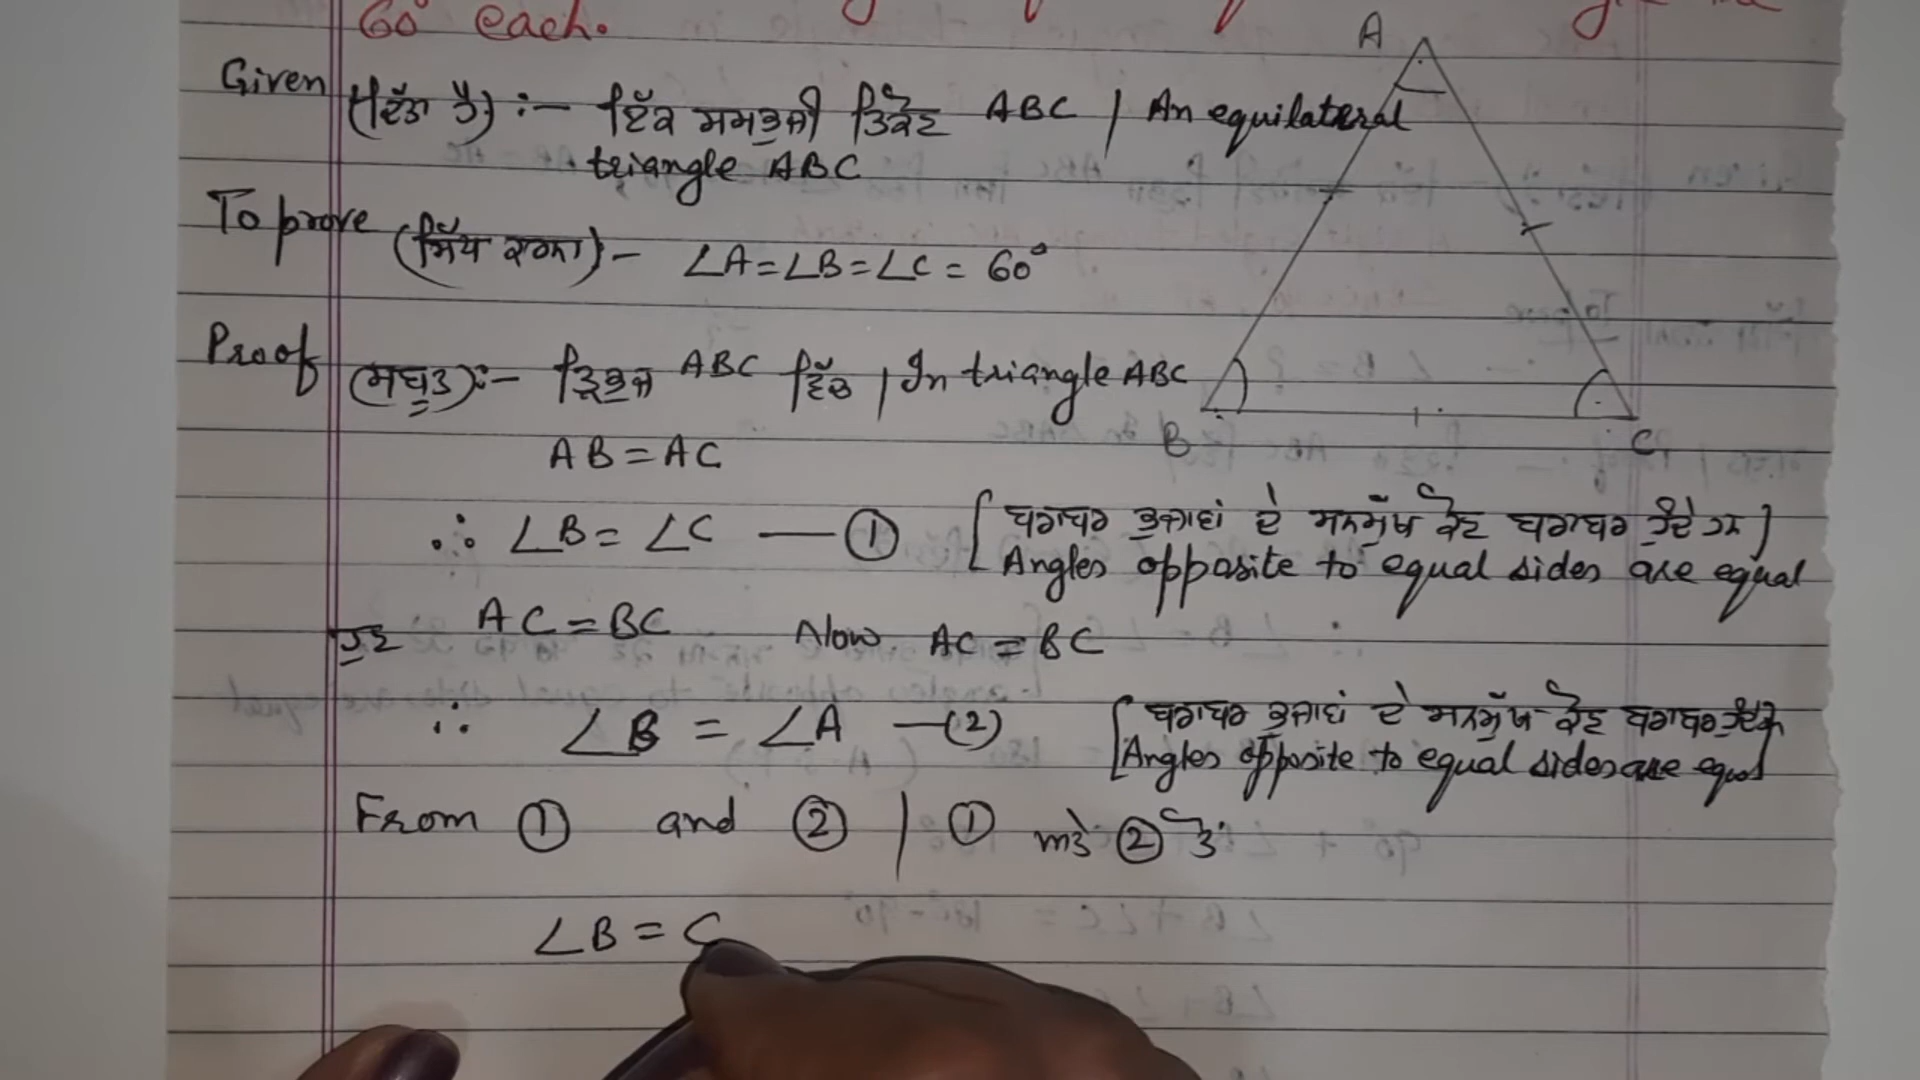 60° each.
A
Given (ਦਿੱਤਾ ਹੈ) :— ਇੱਕ ਸਮਭੁਜੀ ਤ੍ਰਿਕੋਣ ABC | An equilateral
triangle ABC
To prove (ਸਿੱਧ ਕਰਨਾ) :— ∠A = ∠B = ∠C = 60°
Proof (ਸਬੂਤ) :— ਤ੍ਰਿਭੁਜ ABC ਵਿੱਚ | In triangle ABC
B C
AB = AC
∴ ∠B = ∠C — ① [ਬਰਾਬਰ ਭੁਜਾਵਾਂ ਦੇ ਸਨਮੁੱਖ ਕੋਣ ਬਰਾਬਰ ਹੁੰਦੇ ਹਨ]
[Angles opposite to equal sides are equal
ਹੁਣ AC = BC Now AC = BC
∴ ∠B = ∠A —(2) [ਬਰਾਬਰ ਭੁਜਾਵਾਂ ਦੇ ਸਨਮੁੱਖ ਕੋਣ ਬਰਾਬਰ ਹੁੰਦੇ
[Angles opposite to equal sides are equal
From ① and ② | ① ਅਤੇ ② ਤੋਂ
∠B = C